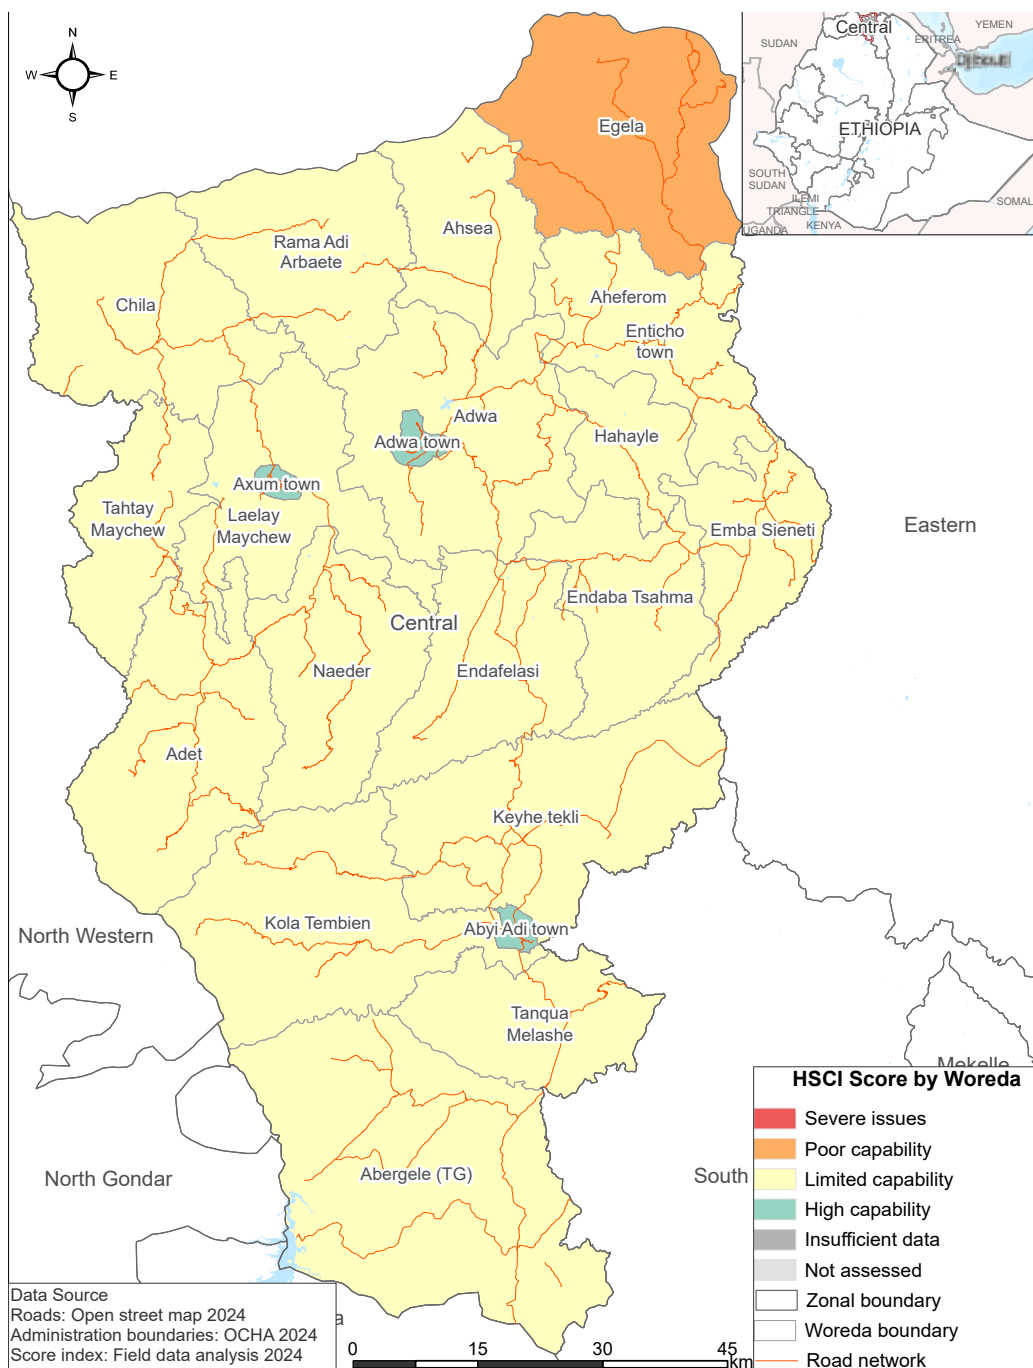 N
W
E
S
Central
YEMEN
SUDAN
ERITREA
Djibouti
ETHIOPIA
SOUTH
SUDAN
ILEMI
TRIANGLE
UGANDA
KENYA
SOMAL
Egela
Ahsea
Rama Adi
Arbaete
Chila
Aheferom
Enticho
town
Adwa
Adwa town
Hahayle
Axum town
Tahtay
Maychew
Laelay
Maychew
Emba Sieneti
Eastern
Endaba Tsahma
Central
Naeder
Endafelasi
Adet
Keyhe tekli
Kola Tembien
Abyi Adi town
North Western
Tanqua
Melashe
Mekelle
North Gondar
Abergele (TG)
South
HSCI Score by Woreda
Severe issues
Poor capability
Limited capability
High capability
Insufficient data
Not assessed
Zonal boundary
Woreda boundary
Road network
Data Source
Roads: Open street map 2024
Administration boundaries: OCHA 2024
Score index: Field data analysis 2024
a
0 15 30 45
km